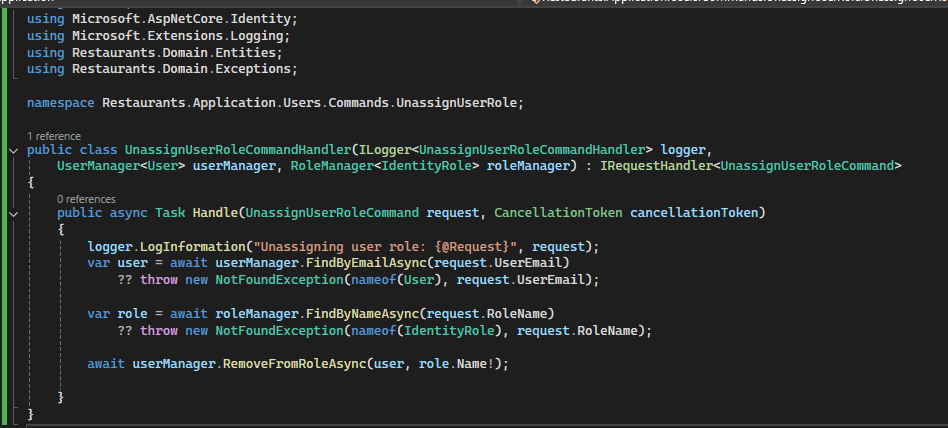 using Microsoft.AspNetCore.Identity;
using Microsoft.Extensions.Logging;
using Restaurants.Domain.Entities;
using Restaurants.Domain.Exceptions;
namespace Restaurants.Application.Users.Commands.UnassignUserRole;
1 reference
public class UnassignUserRoleCommandHandler(ILogger<UnassignUserRoleCommandHandler> logger,
UserManager<User> userManager, RoleManager<IdentityRole> roleManager) : IRequestHandler<UnassignUserRoleCommand>
{
0 references
public async Task Handle(UnassignUserRoleCommand request, CancellationToken cancellationToken)
{
logger.LogInformation("Unassigning user role: {@Request}", request);
var user = await userManager.FindByEmailAsync(request.UserEmail)
?? throw new NotFoundException(nameof(User), request.UserEmail);
var role = await roleManager.FindByNameAsync(request.RoleName)
?? throw new NotFoundException(nameof(IdentityRole), request.RoleName);
await userManager.RemoveFromRoleAsync(user, role.Name!);
}
}